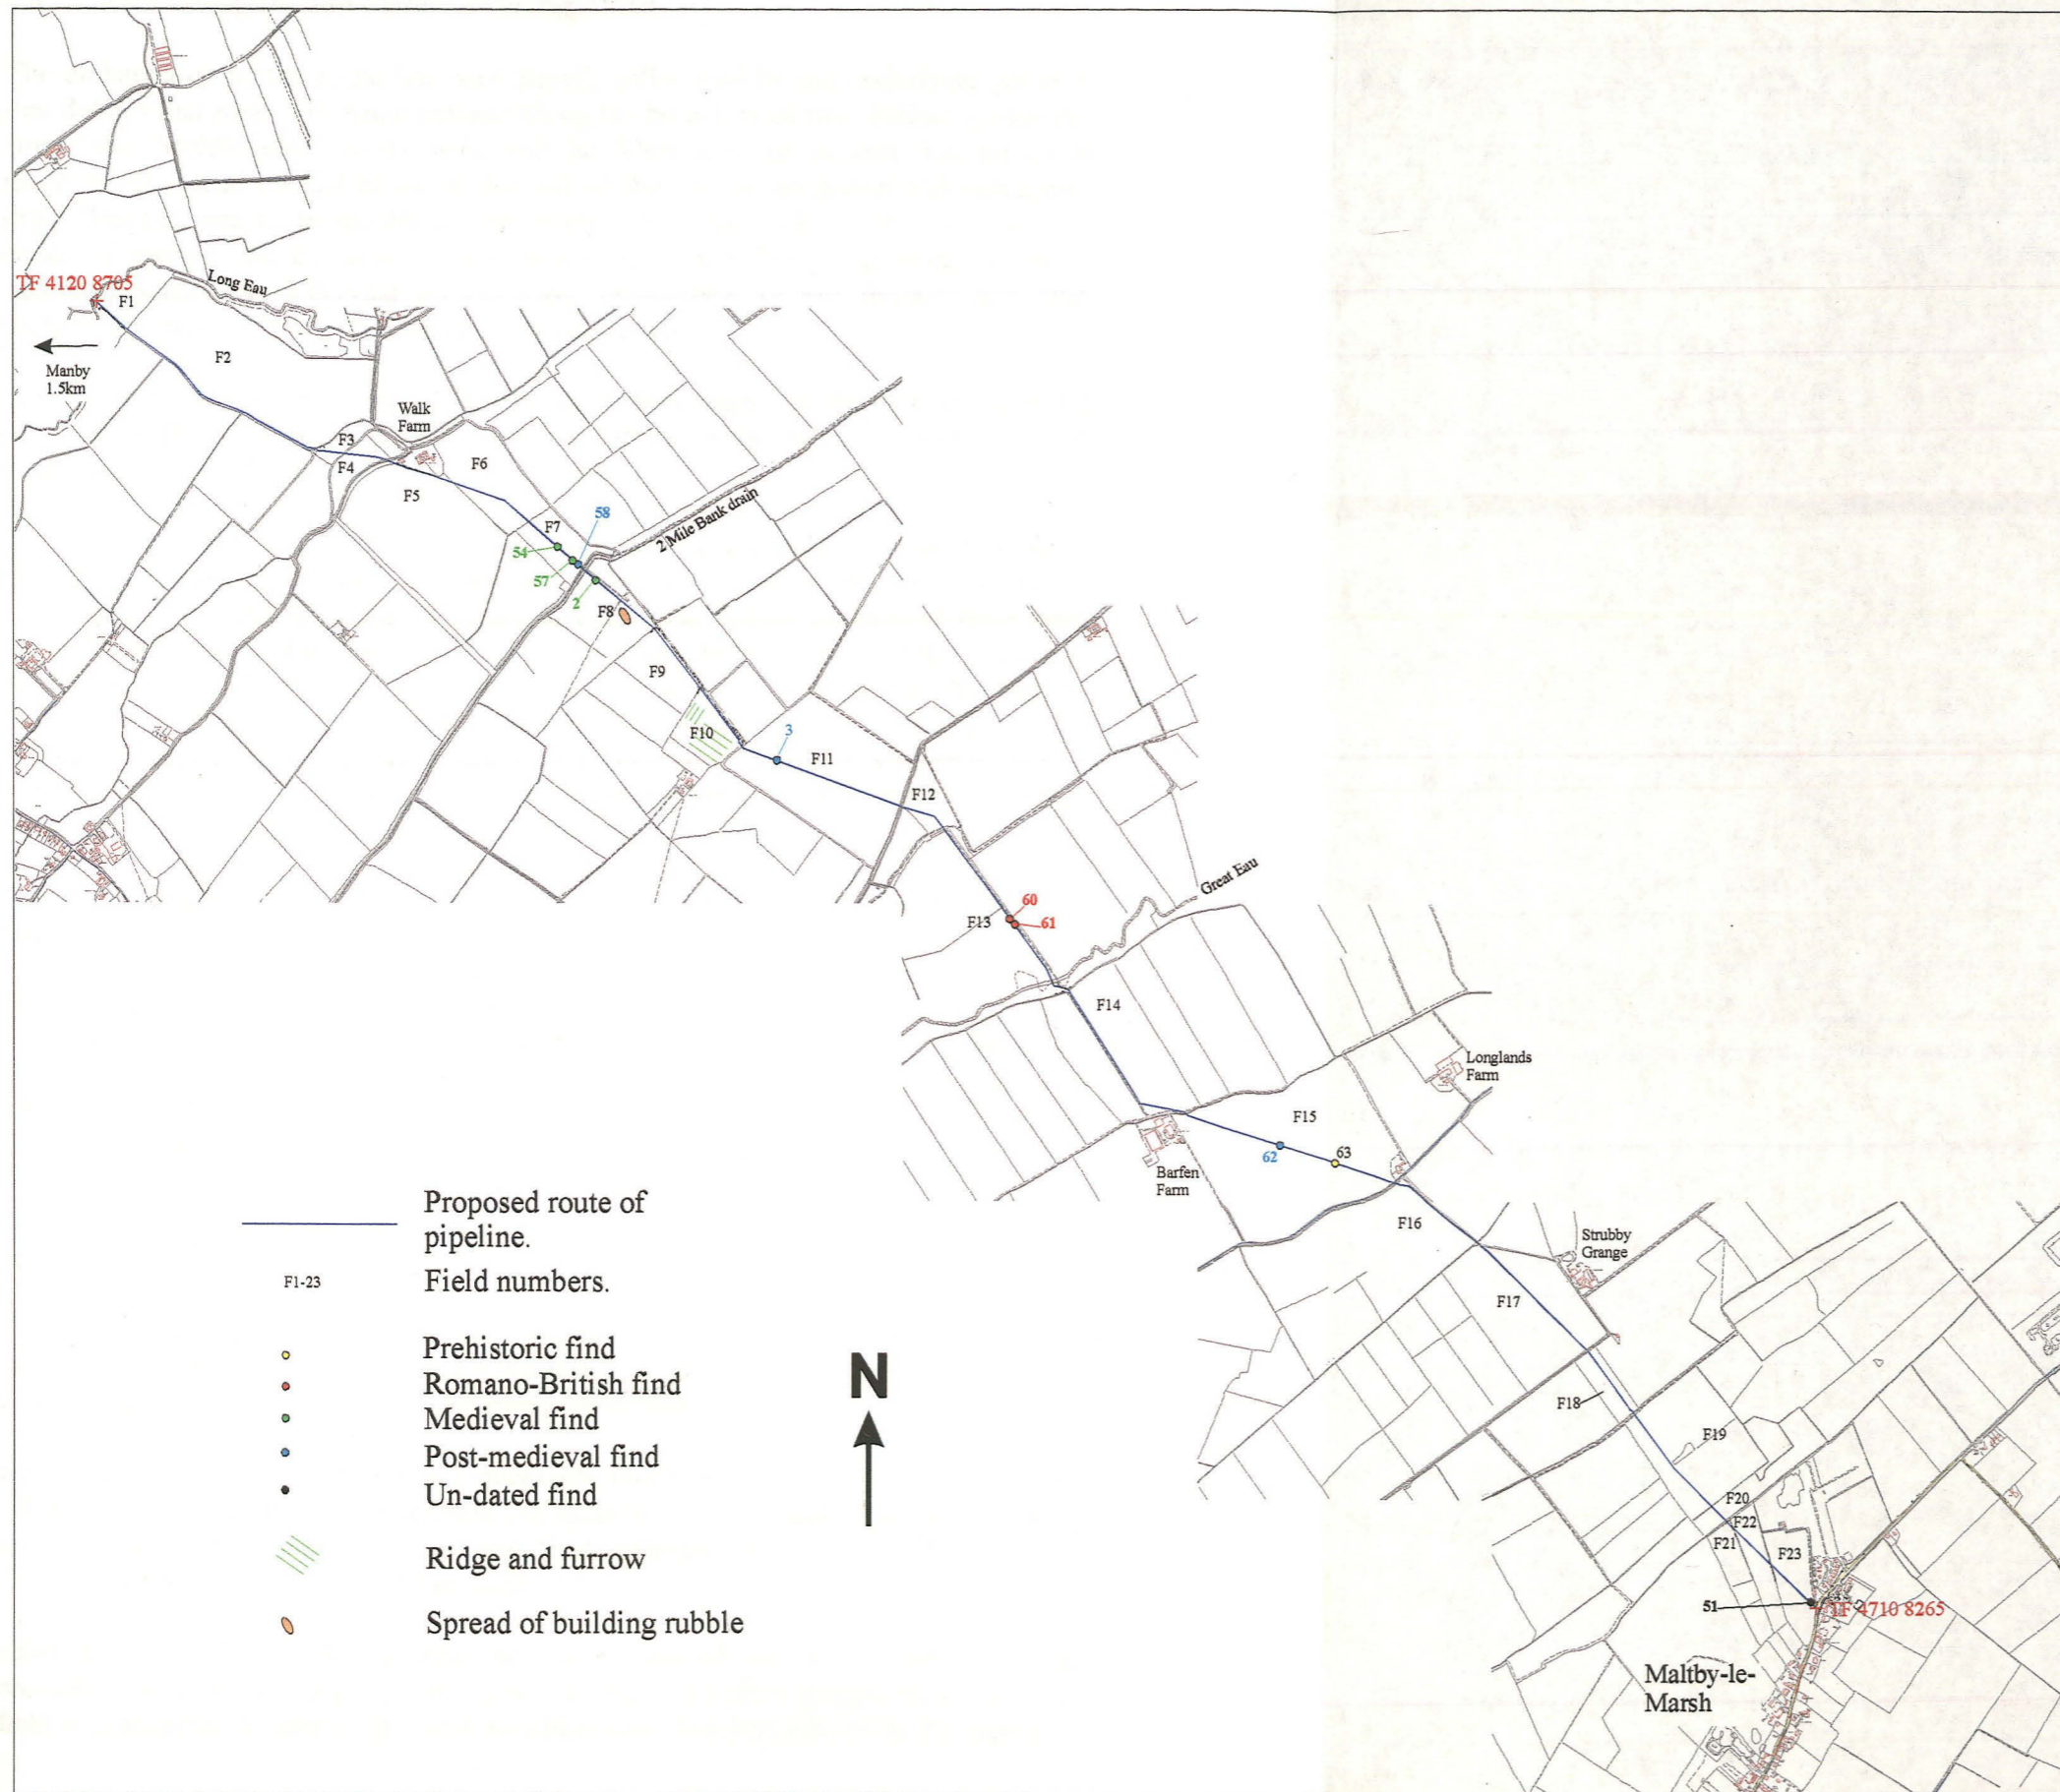 TF 4120 8705
F1
Long Eau
F2
Manby
1.5km
Walk
Farm
F3
F4
F6
F5
58
F7
54
2 Mile Bank drain
57
2
F8
F9
F10
3
F11
F12
Great Eau
60
F13
61
F14
Longlands
Farm
F15
62
63
Barfen
Farm
F16
Strubby
Grange
F17
F18
F19
F20
F22
F21
F23
51
TF 4710 8265
Maltby-le-
Marsh
Proposed route of
pipeline.
F1-23
Field numbers.
Prehistoric find
Romano-British find
Medieval find
Post-medieval find
Un-dated find
Ridge and furrow
Spread of building rubble
N